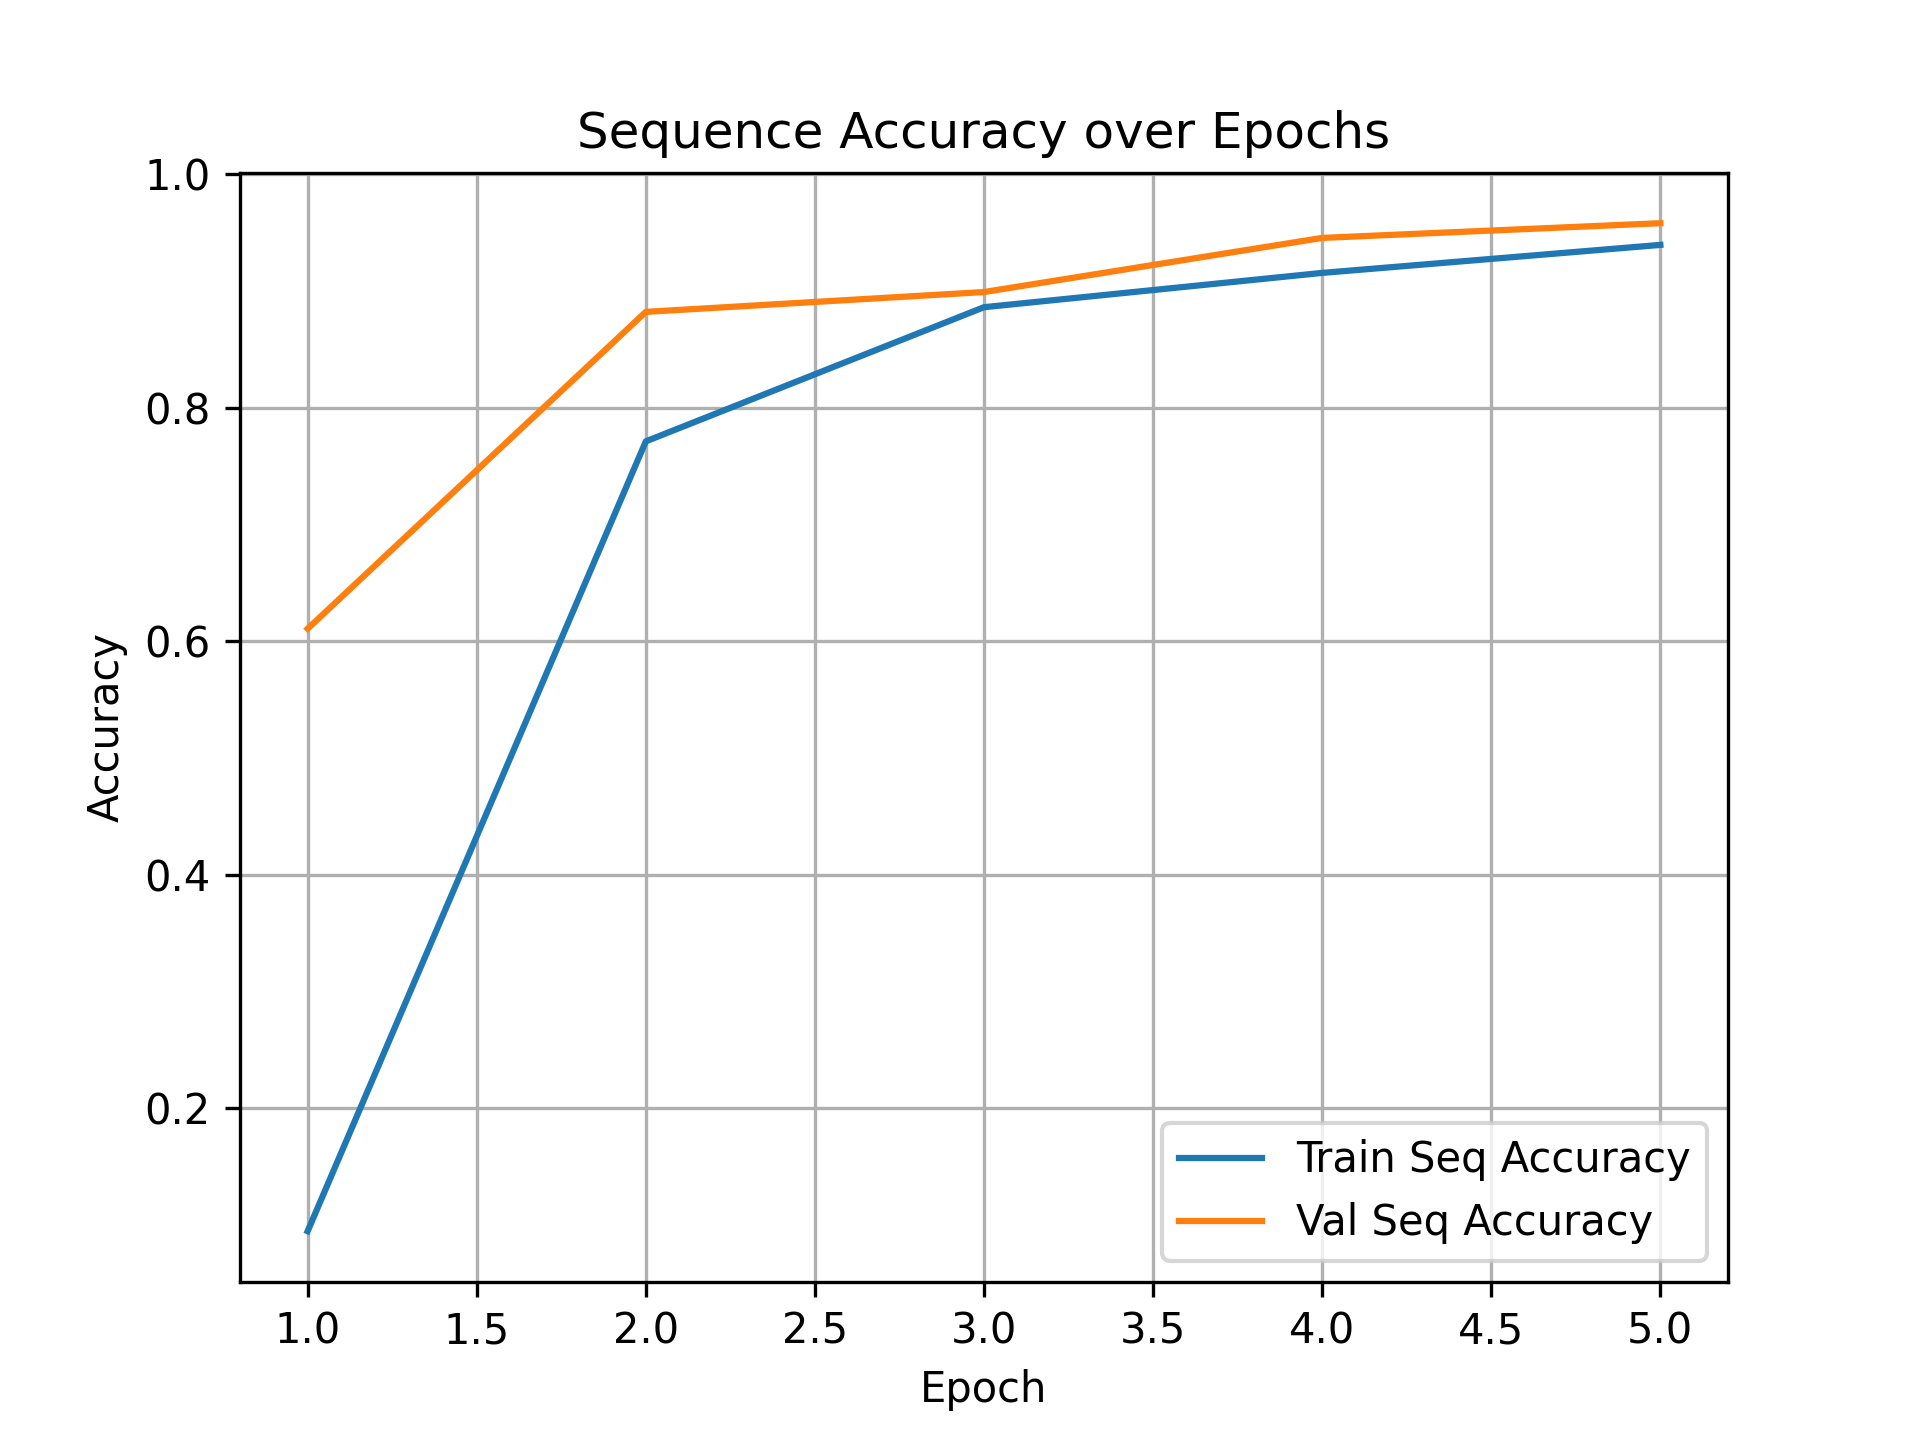 Sequence Accuracy over Epochs
1.0
0.8
0.6
0.4
0.2
Accuracy
Train Seq Accuracy
Val Seq Accuracy
1.0 1.5 2.0 2.5 3.0 3.5 4.0 4.5 5.0
Epoch